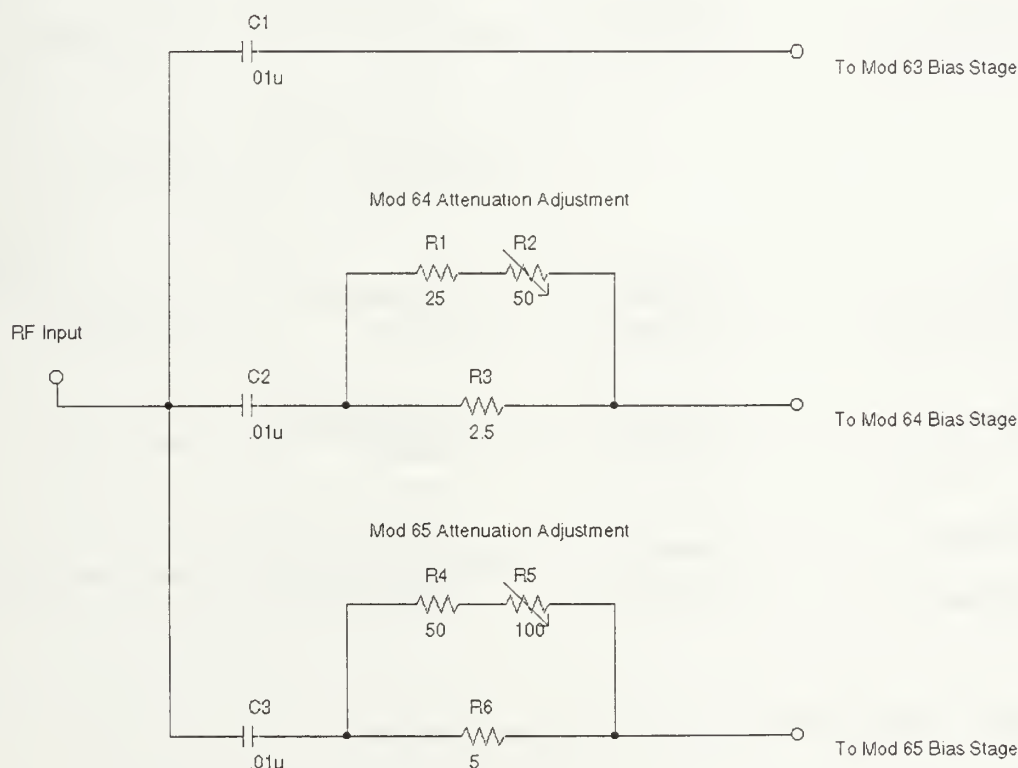 C1
.01u
To Mod 63 Bias Stage
Mod 64 Attenuation Adjustment
R1 R2
25 50
RF Input
C2 R3
.01u 2.5
To Mod 64 Bias Stage
Mod 65 Attenuation Adjustment
R4 R5
50 100
C3 R6
.01u 5
To Mod 65 Bias Stage